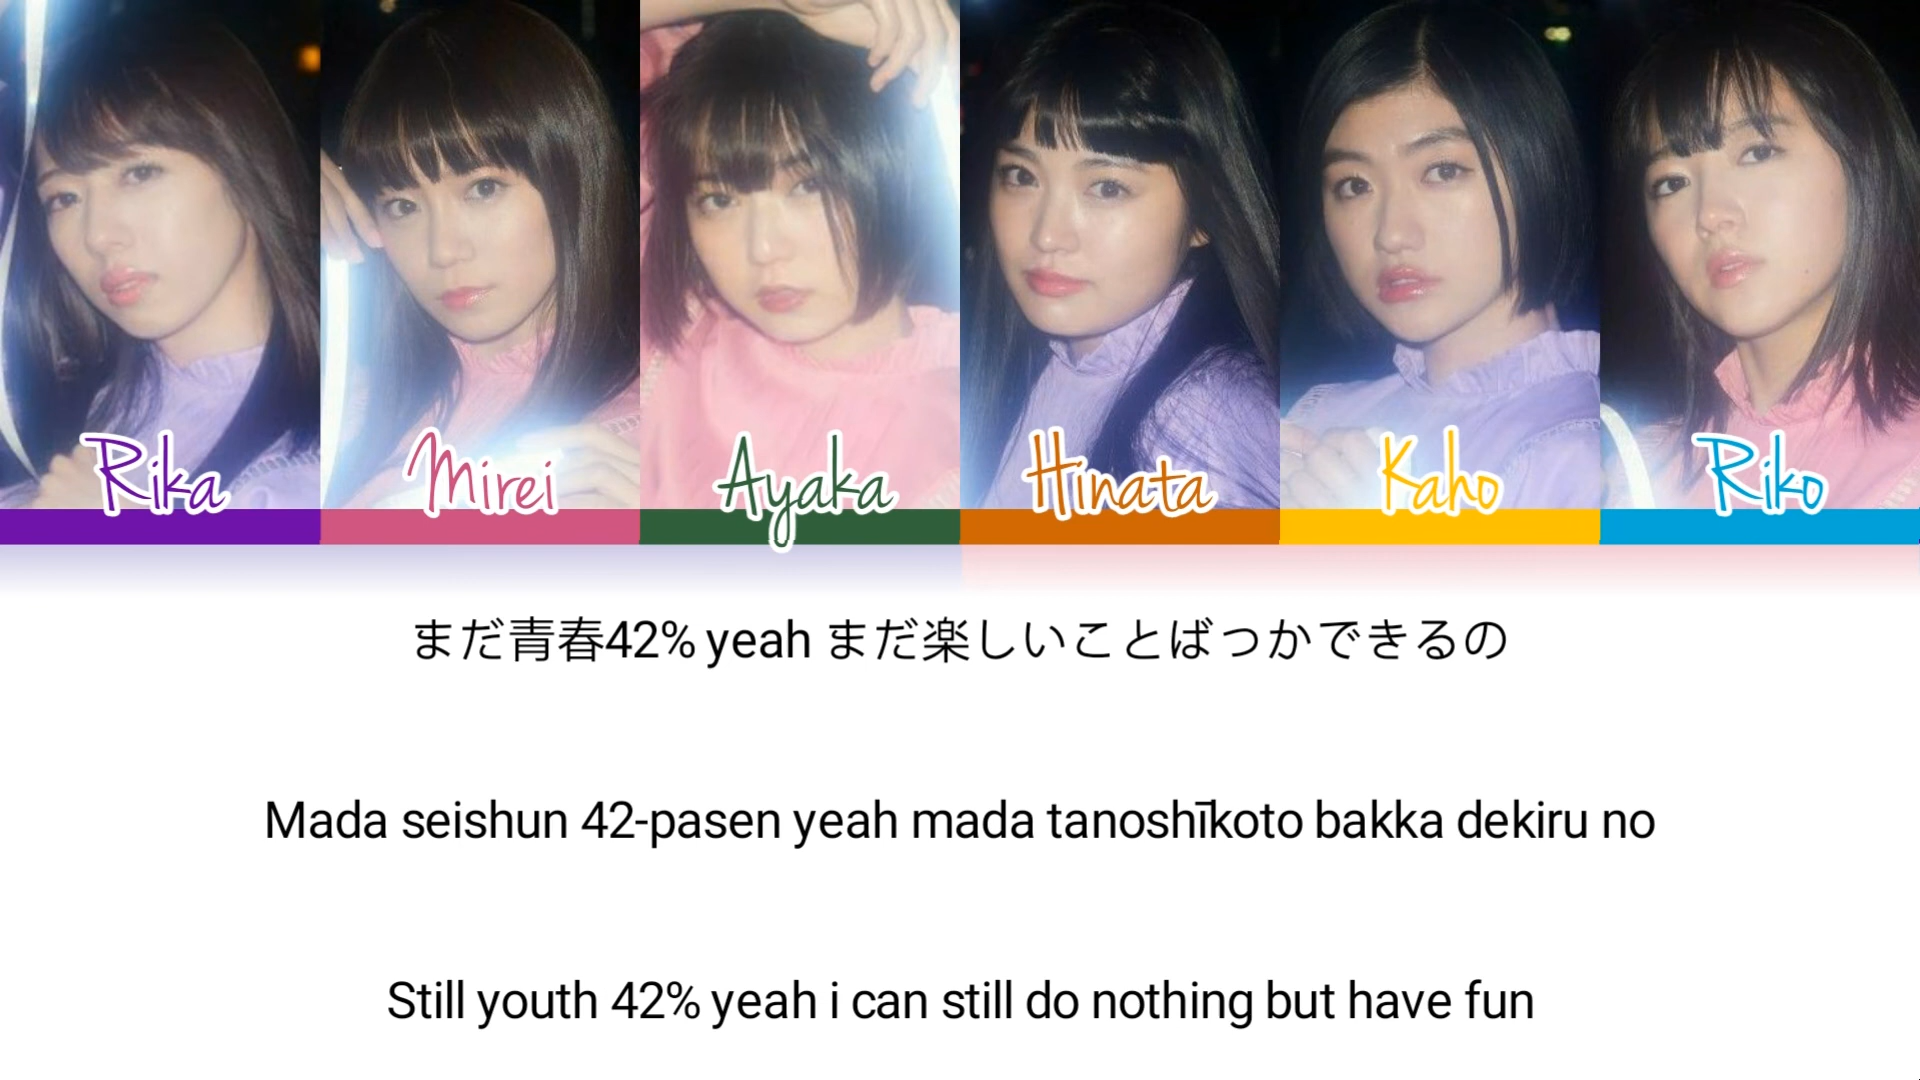 Rika
Mirei
Ayaka
Hinata
Kaho
Riko
まだ青春42% yeah まだ楽しいことばっかできるの
Mada seishun 42-pasen yeah mada tanoshīkoto bakka dekiru no
Still youth 42% yeah i can still do nothing but have fun